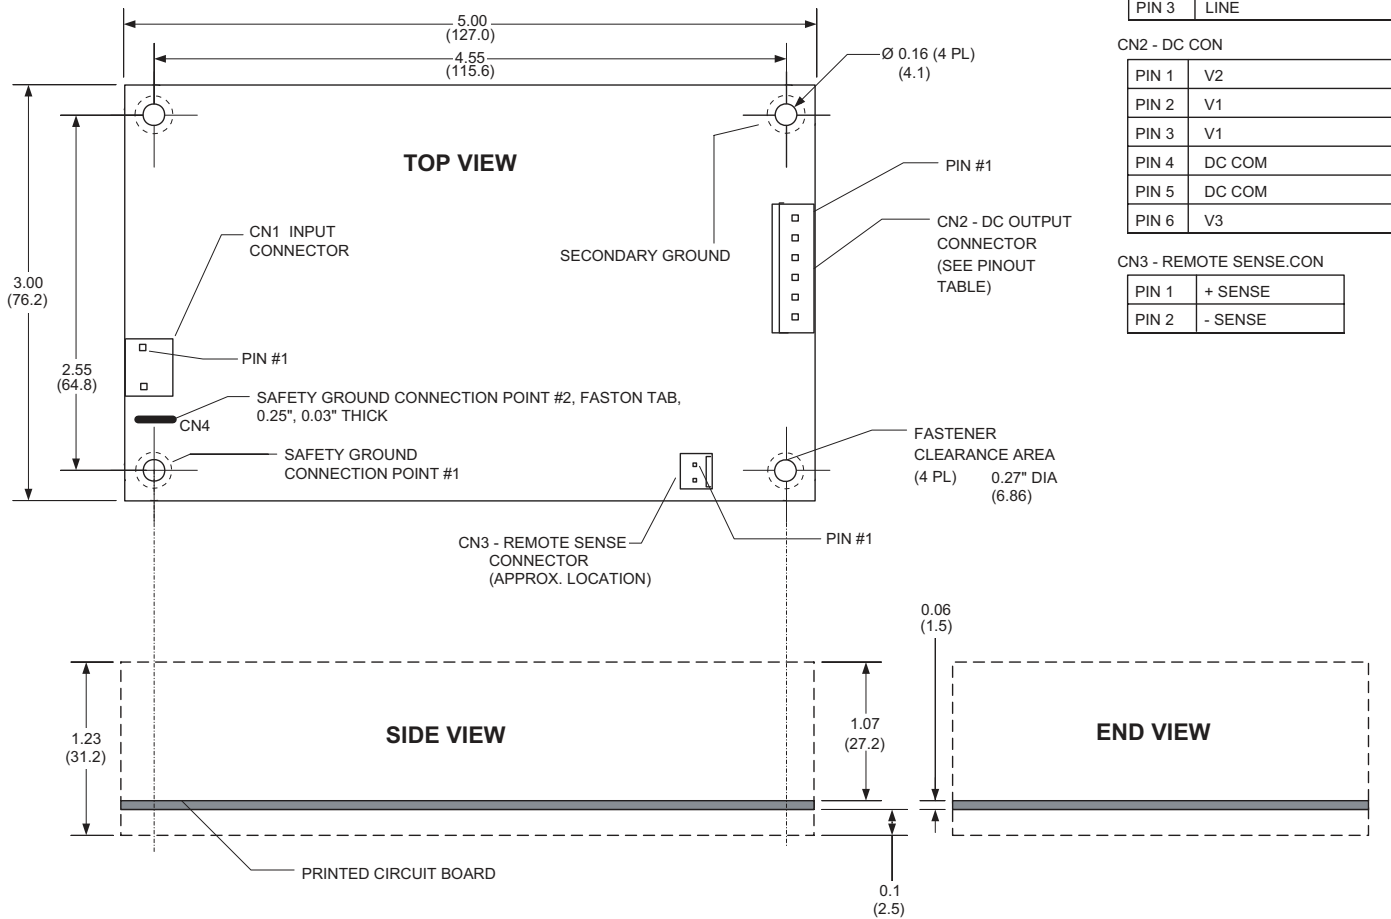 PIN 3 LINE
5.00
(127.0)
4.55
(115.6)
Ø 0.16 (4 PL)
(4.1)
CN2 - DC CON
PIN 1 V2
PIN 2 V1
PIN 3 V1
PIN 4 DC COM
PIN 5 DC COM
PIN 6 V3
CN3 - REMOTE SENSE.CON
PIN 1 + SENSE
PIN 2 - SENSE
TOP VIEW
PIN #1
CN2 - DC OUTPUT
CONNECTOR
(SEE PINOUT
TABLE)
CN1 INPUT
CONNECTOR
SECONDARY GROUND
3.00
(76.2)
2.55
(64.8)
PIN #1
SAFETY GROUND CONNECTION POINT #2, FASTON TAB,
0.25", 0.03" THICK
CN4
SAFETY GROUND
CONNECTION POINT #1
FASTENER
CLEARANCE AREA
(4 PL) 0.27" DIA
(6.86)
CN3 - REMOTE SENSE
CONNECTOR
(APPROX. LOCATION)
PIN #1
0.06
(1.5)
1.23
(31.2)
SIDE VIEW
1.07
(27.2)
END VIEW
PRINTED CIRCUIT BOARD
0.1
(2.5)